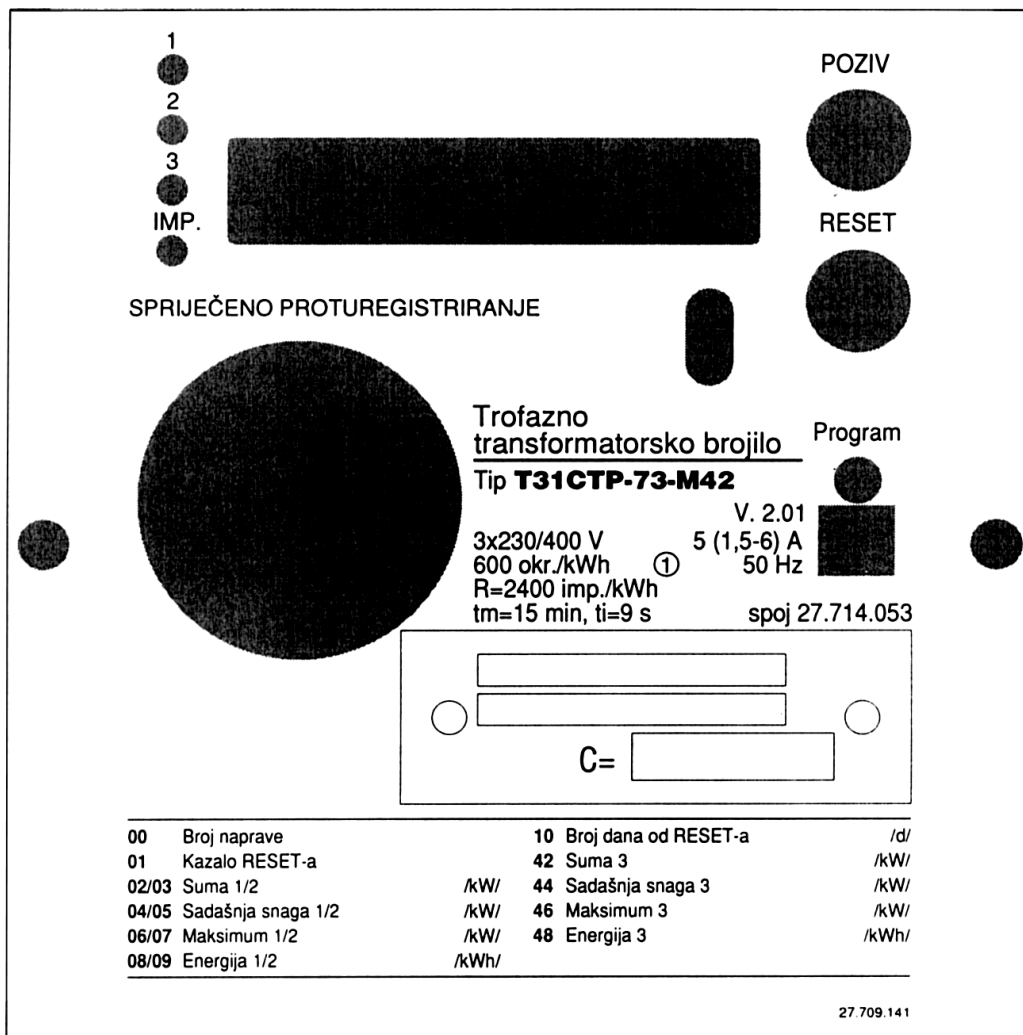 1
2
3
IMP.
POZIV
RESET
SPRIJEČENO PROTUREGISTRIRANJE
Trofazno
transformatorsko brojilo
Program
Tip T31CTP-73-M42
V. 2.01
3x230/400 V 5 (1,5-6) A
600 okr./kWh 1 50 Hz
R=2400 imp./kWh
tm=15 min, ti=9 s spoj 27.714.053
C=
00 Broj naprave
01 Kazalo RESET-a
02/03 Suma 1/2 /kW/
04/05 Sadašnja snaga 1/2 /kW/
06/07 Maksimum 1/2 /kW/
08/09 Energija 1/2 /kWh/
10 Broj dana od RESET-a /d/
42 Suma 3 /kW/
44 Sadašnja snaga 3 /kW/
46 Maksimum 3 /kW/
48 Energija 3 /kWh/
27.709.141